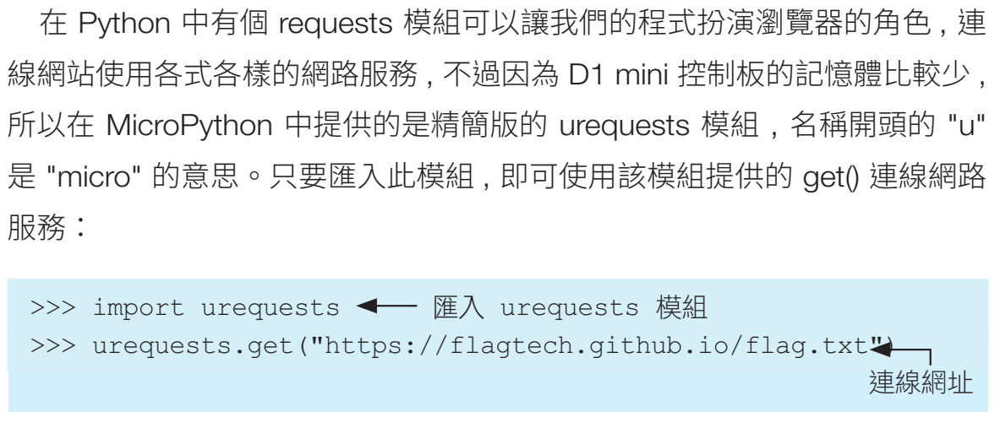 在 Python 中有個 requests 模組可以讓我們的程式扮演瀏覽器的角色 , 連
線網站使用各式各樣的網路服務 , 不過因為 D1 mini 控制板的記憶體比較少 ,
所以在 MicroPython 中提供的是精簡版的 urequests 模組 , 名稱開頭的 "u"
是 "micro" 的意思。只要匯入此模組 , 即可使用該模組提供的 get() 連線網路
服務：
>>> import urequests 匯入 urequests 模組
>>> urequests.get("https://flagtech.github.io/flag.txt")
連線網址